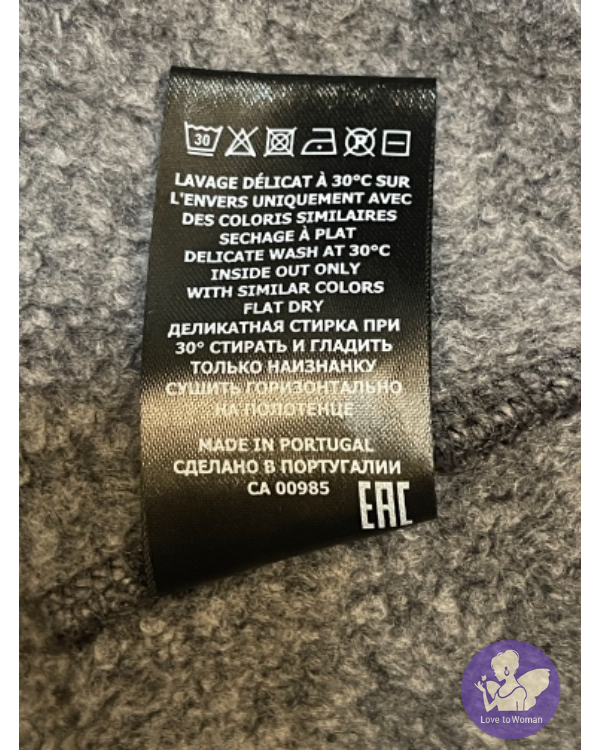 30
LAVAGE DÉLICAT À 30°C SUR
L'ENVERS UNIQUEMENT AVEC
DES COLORIS SIMILAIRES
SECHAGE À PLAT
DELICATE WASH AT 30°C
INSIDE OUT ONLY
WITH SIMILAR COLORS
FLAT DRY
ДЕЛИКАТНАЯ СТИРКА ПРИ
30° СТИРАТЬ И ГЛАДИТЬ
ТОЛЬКО НАИЗНАНКУ
СУШИТЬ ГОРИЗОНТАЛЬНО
НА ПОЛОТЕНЦЕ
MADE IN PORTUGAL
СДЕЛАНО В ПОРТУГАЛИИ
CA 00985
EAC
Love to Woman